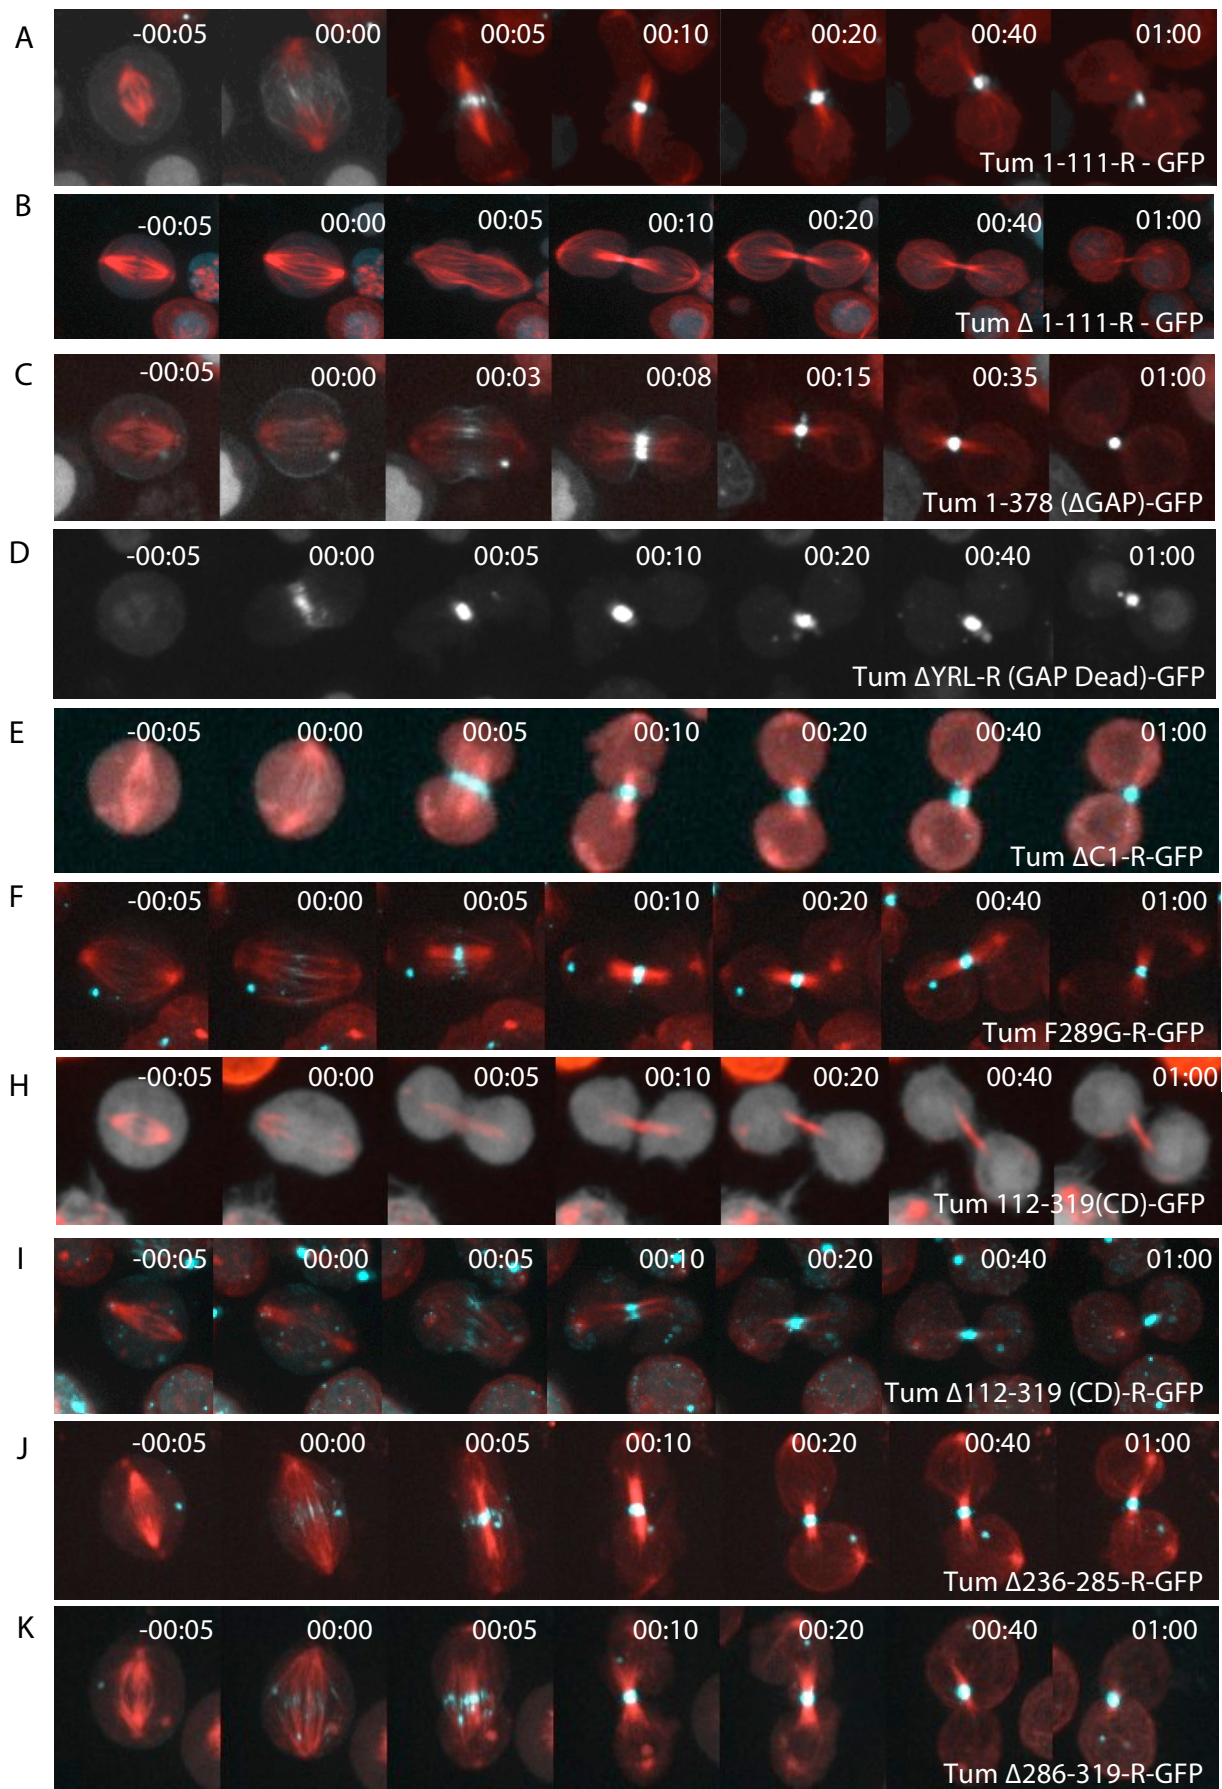 A -00:05 00:00 00:05 00:10 00:20 00:40 01:00
Tum 1-111-R - GFP
B -00:05 00:00 00:05 00:10 00:20 00:40 01:00
Tum Δ 1-111-R - GFP
C -00:05 00:00 00:03 00:08 00:15 00:35 01:00
Tum 1-378 (ΔGAP)-GFP
D -00:05 00:00 00:05 00:10 00:20 00:40 01:00
Tum ΔYRL-R (GAP Dead)-GFP
E -00:05 00:00 00:05 00:10 00:20 00:40 01:00
Tum ΔC1-R-GFP
F -00:05 00:00 00:05 00:10 00:20 00:40 01:00
Tum F289G-R-GFP
H -00:05 00:00 00:05 00:10 00:20 00:40 01:00
Tum 112-319(CD)-GFP
I -00:05 00:00 00:05 00:10 00:20 00:40 01:00
Tum Δ112-319 (CD)-R-GFP
J -00:05 00:00 00:05 00:10 00:20 00:40 01:00
Tum Δ236-285-R-GFP
K -00:05 00:00 00:05 00:10 00:20 00:40 01:00
Tum Δ286-319-R-GFP